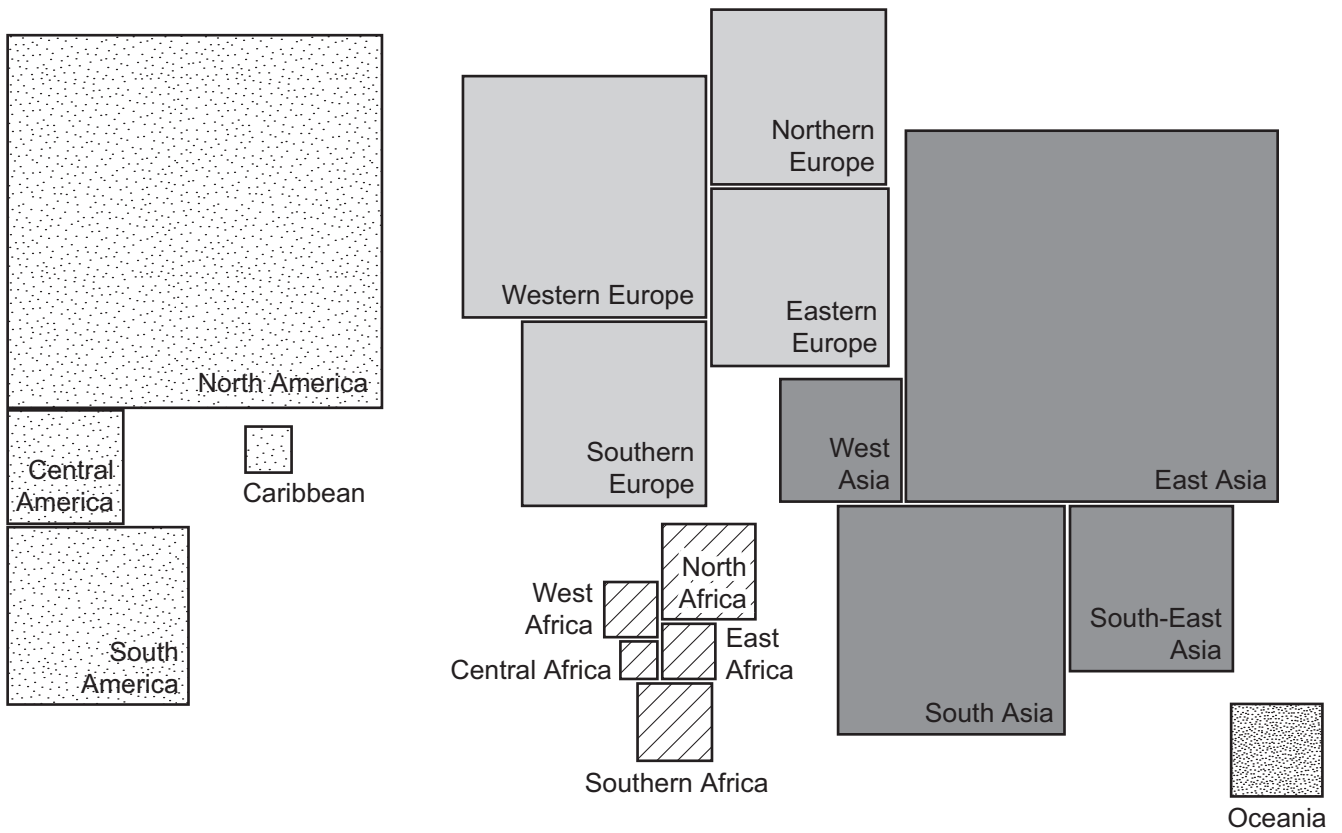 Northern
Europe
Western Europe
Eastern
Europe
North America
Southern
Europe
West
Asia
East Asia
Central
America
Caribbean
North
Africa
West
Africa
East
Africa
Central Africa
South-East
Asia
South
America
South Asia
Southern Africa
Oceania